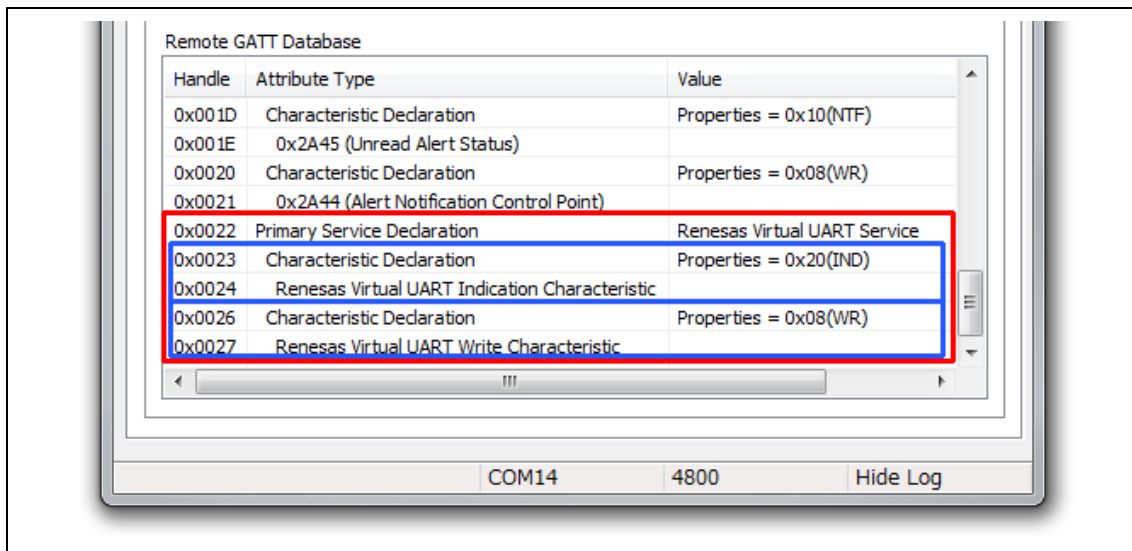 Remote GATT Database
Handle Attribute Type Value
0x001D Characteristic Declaration Properties = 0x10(NTF)
0x001E 0x2A45 (Unread Alert Status)
0x0020 Characteristic Declaration Properties = 0x08(WR)
0x0021 0x2A44 (Alert Notification Control Point)
0x0022 Primary Service Declaration Renesas Virtual UART Service
0x0023 Characteristic Declaration Properties = 0x20(IND)
0x0024 Renesas Virtual UART Indication Characteristic
0x0026 Characteristic Declaration Properties = 0x08(WR)
0x0027 Renesas Virtual UART Write Characteristic
COM14 4800 Hide Log